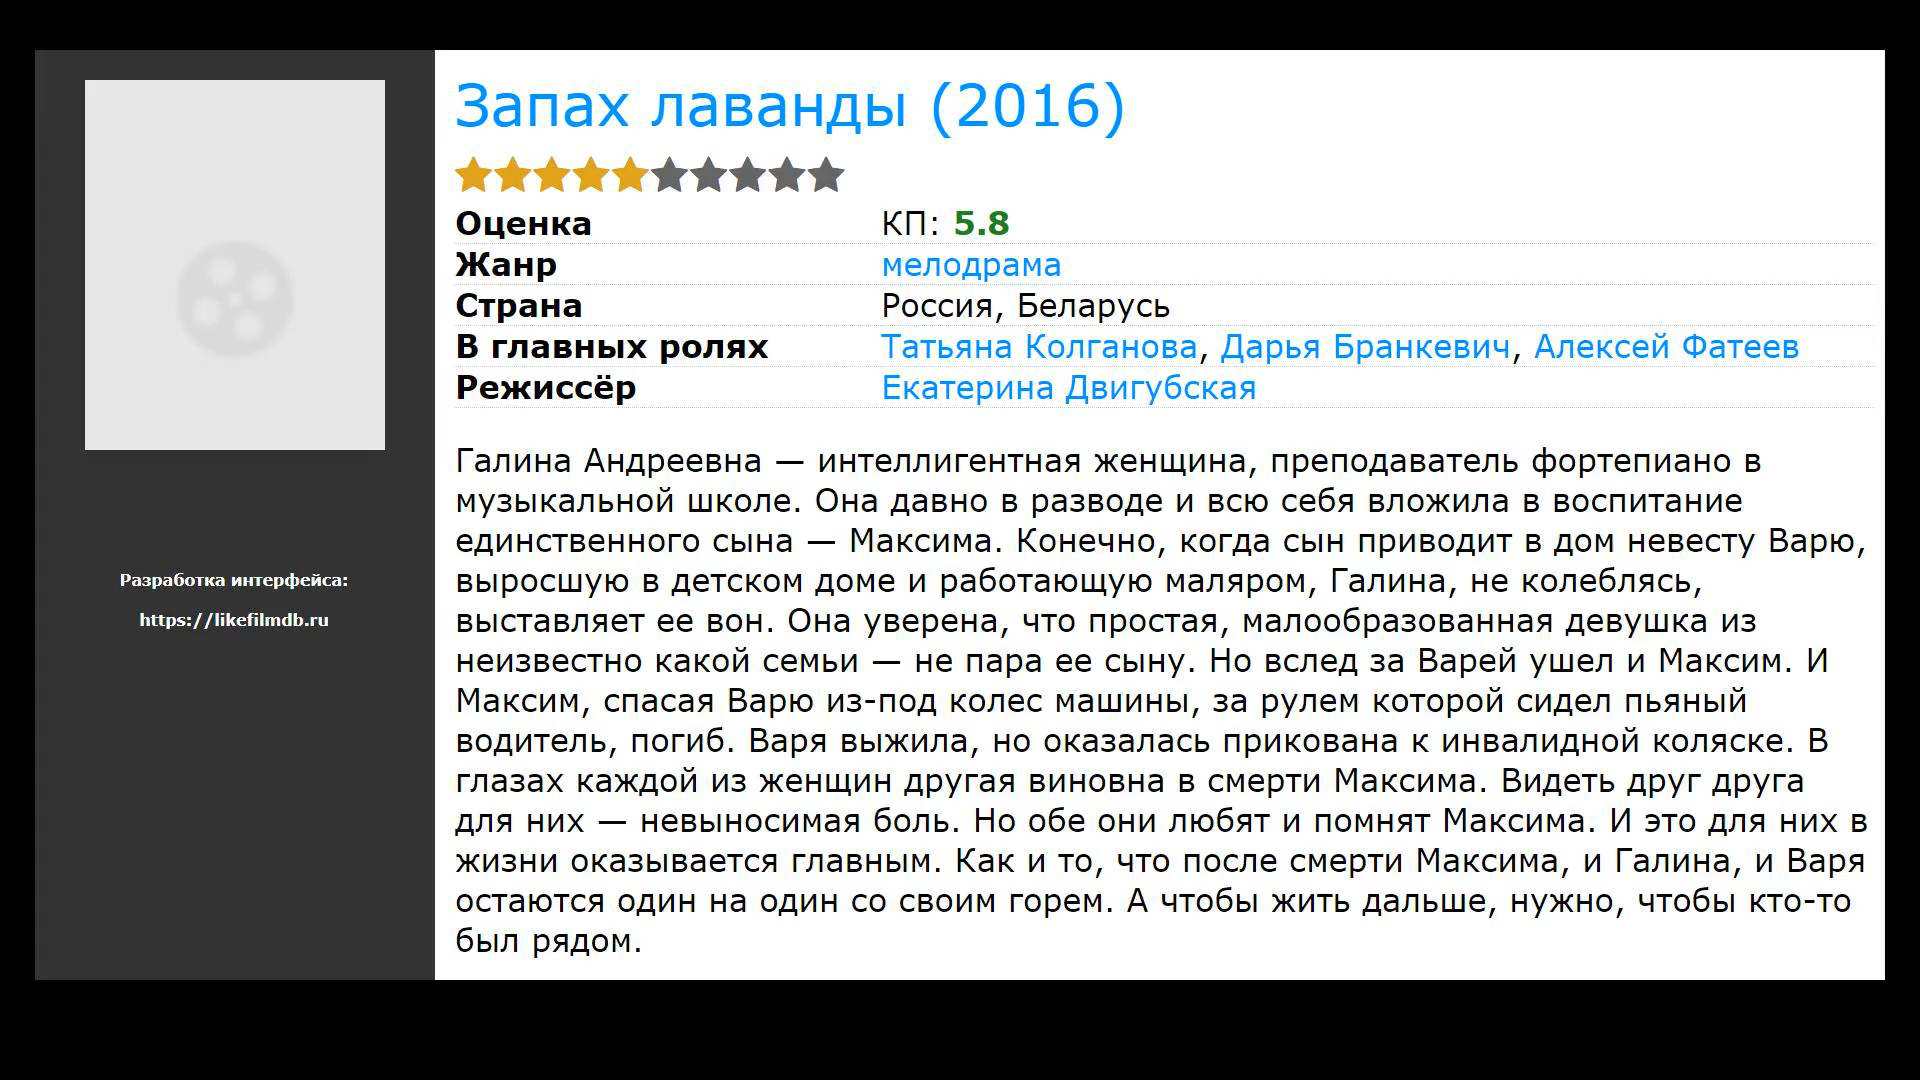 Запах лаванды (2016)
Оценка КП: 5.8
Жанр мелодрама
Страна Россия, Беларусь
В главных ролях Татьяна Колганова, Дарья Бранкевич, Алексей Фатеев
Режиссёр Екатерина Двигубская
Галина Андреевна — интеллигентная женщина, преподаватель фортепиано в
музыкальной школе. Она давно в разводе и всю себя вложила в воспитание
единственного сына — Максима. Конечно, когда сын приводит в дом невесту Варю,
выросшую в детском доме и работающую маляром, Галина, не колеблясь,
выставляет ее вон. Она уверена, что простая, малообразованная девушка из
неизвестно какой семьи — не пара ее сыну. Но вслед за Варей ушел и Максим. И
Максим, спасая Варю из-под колес машины, за рулем которой сидел пьяный
водитель, погиб. Варя выжила, но оказалась прикована к инвалидной коляске. В
глазах каждой из женщин другая виновна в смерти Максима. Видеть друг друга
для них — невыносимая боль. Но обе они любят и помнят Максима. И это для них в
жизни оказывается главным. Как и то, что после смерти Максима, и Галина, и Варя
остаются один на один со своим горем. А чтобы жить дальше, нужно, чтобы кто-то
был рядом.
Разработка интерфейса:
https://likefilmdb.ru